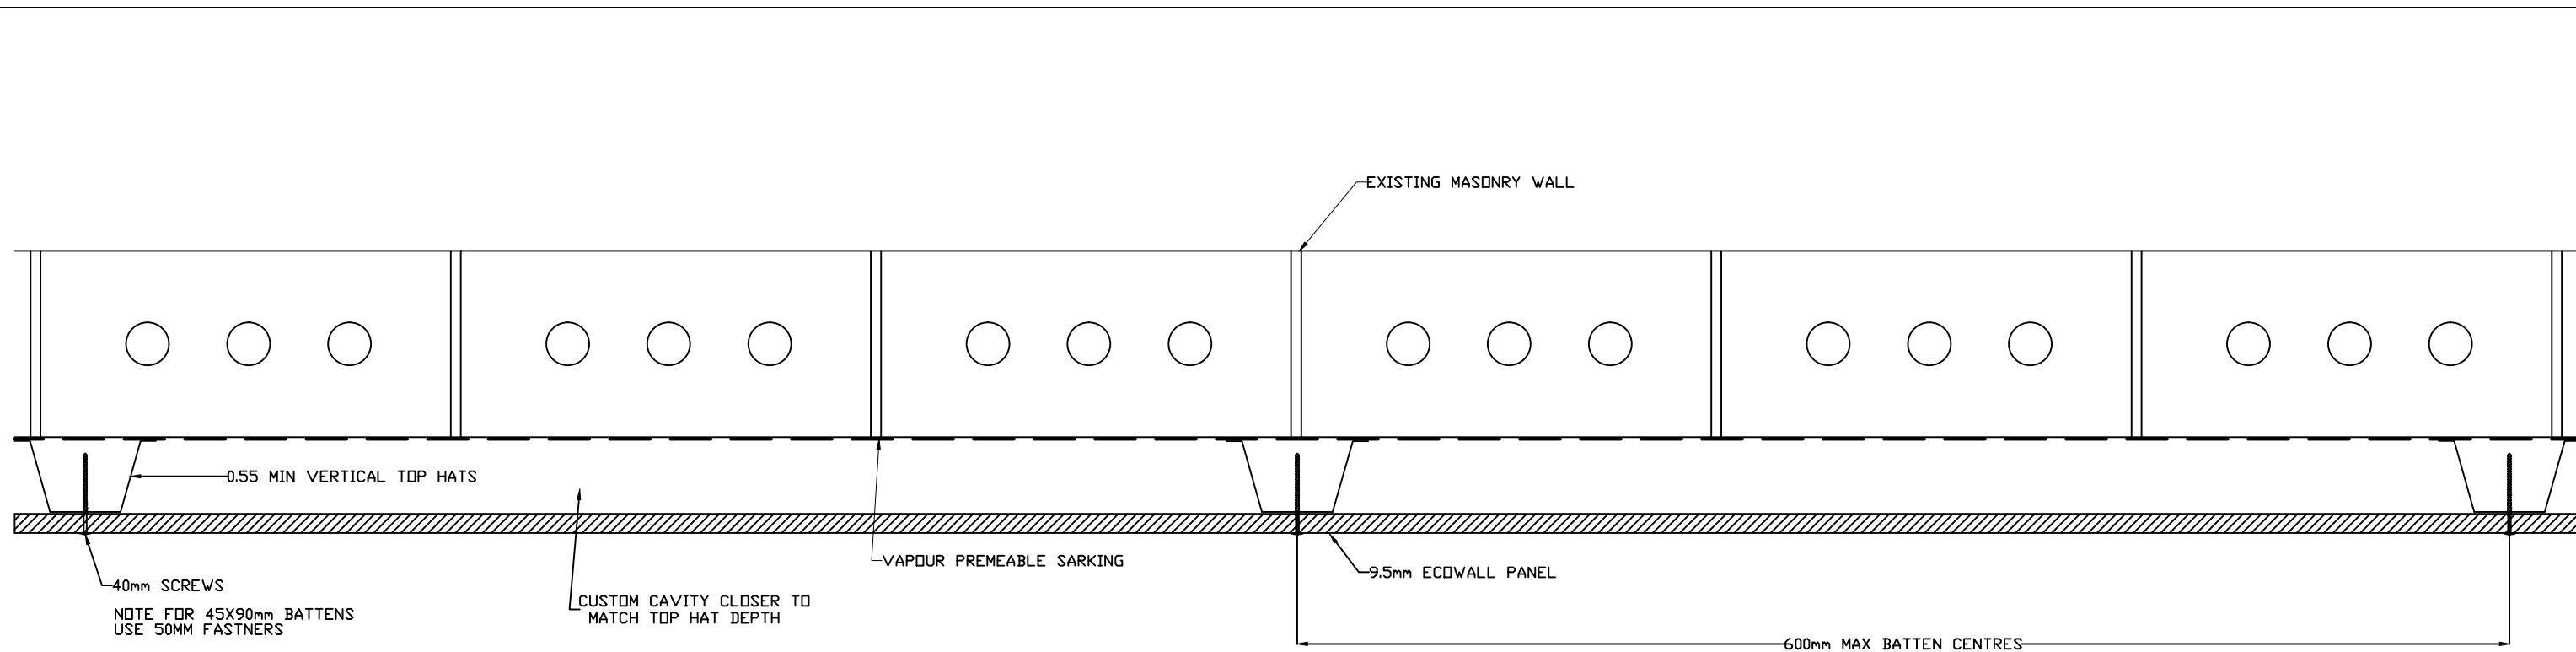 EXISTING MASONRY WALL
0.55 MIN VERTICAL TOP HATS
VAPOUR PREMEABLE SARKING
9.5mm ECOWALL PANEL
40mm SCREWS
NOTE FOR 45X90mm BATTENS
USE 50MM FASTNERS
CUSTOM CAVITY CLOSER TO
MATCH TOP HAT DEPTH
600mm MAX BATTEN CENTRES